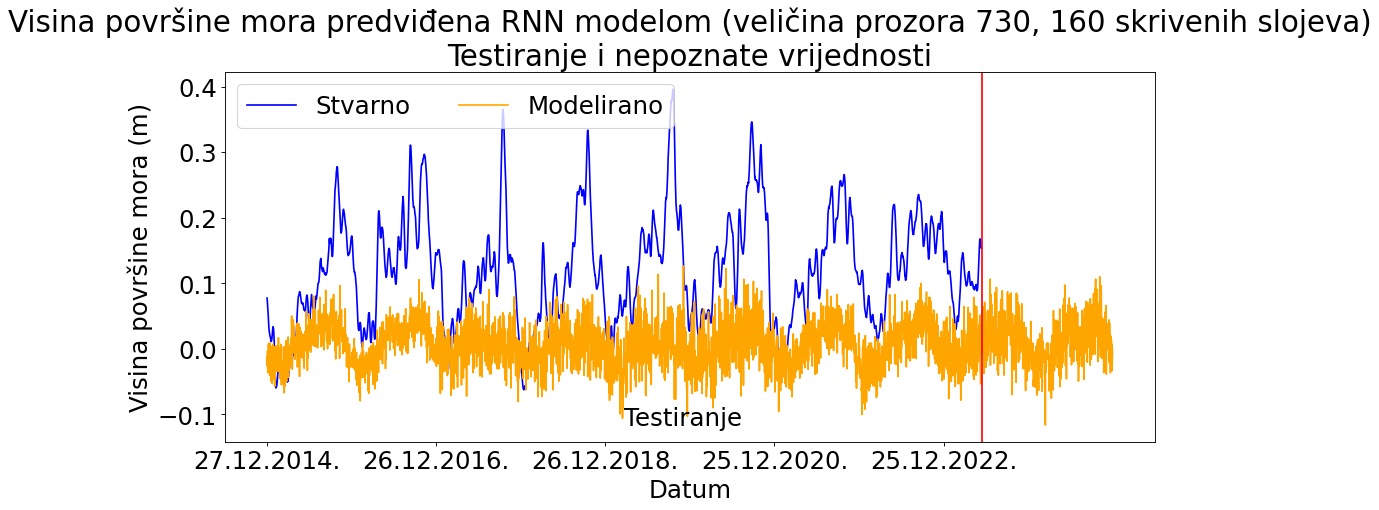 Visina površine mora predviđena RNN modelom (veličina prozora 730, 160 skrivenih slojeva)
Testiranje i nepoznate vrijednosti
Stvarno
Modelirano
Visina površine mora (m)
0.4
0.3
0.2
0.1
0.0
−0.1
Testiranje
27.12.2014.
26.12.2016.
26.12.2018.
25.12.2020.
25.12.2022.
Datum